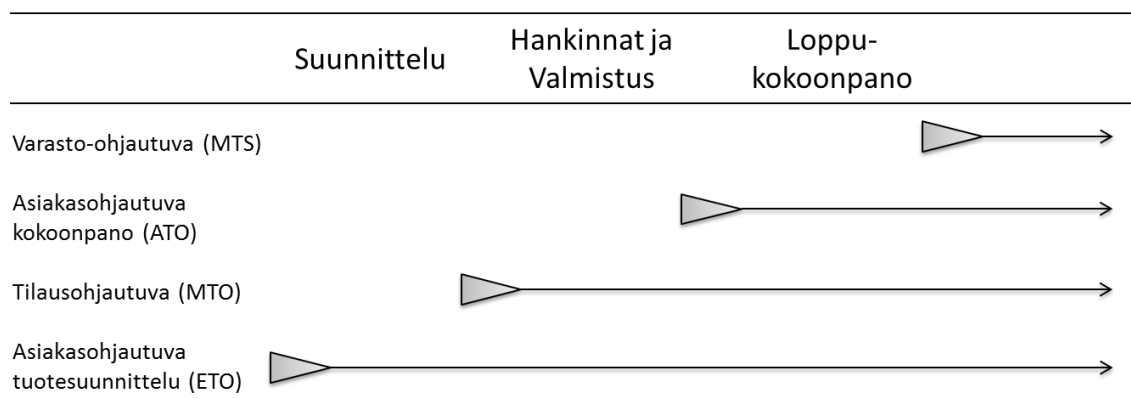 Suunnittelu
Hankinnat ja
Valmistus
Loppu-
kokoonpano
Varasto-ohjautuva (MTS)
Asiakasohjautuva
kokoonpano (ATO)
Tilausohjautuva (MTO)
Asiakasohjautuva
tuotesuunnittelu (ETO)